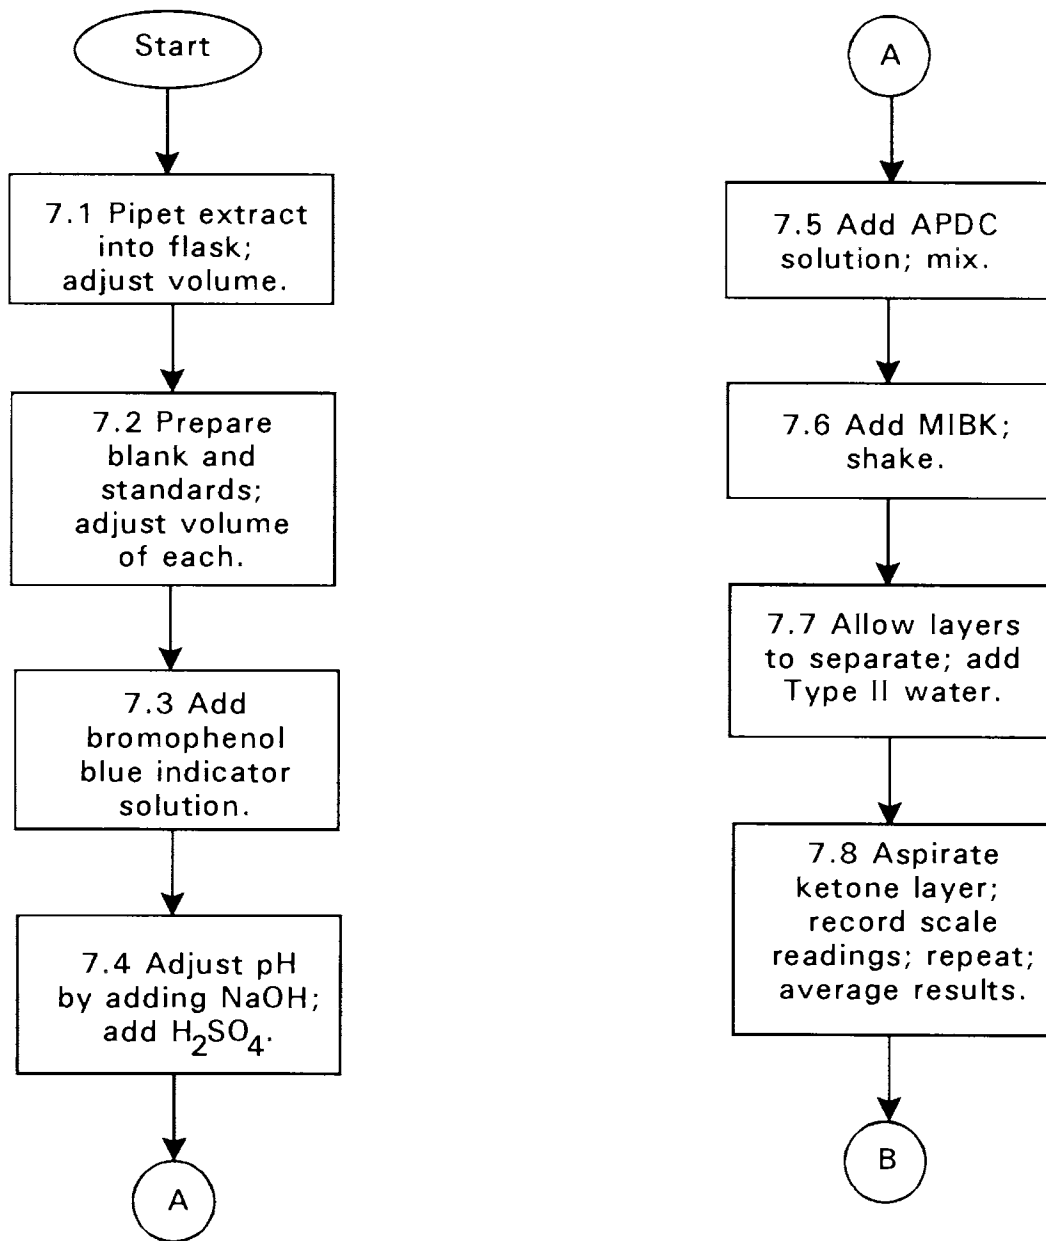 Start
7.1 Pipet extract
into flask;
adjust volume.
7.2 Prepare
blank and
standards;
adjust volume
of each.
7.3 Add
bromophenol
blue indicator
solution.
7.4 Adjust pH
by adding NaOH;
add H2SO4.
A
A
7.5 Add APDC
solution; mix.
7.6 Add MIBK;
shake.
7.7 Allow layers
to separate; add
Type II water.
7.8 Aspirate
ketone layer;
record scale
readings; repeat;
average results.
B